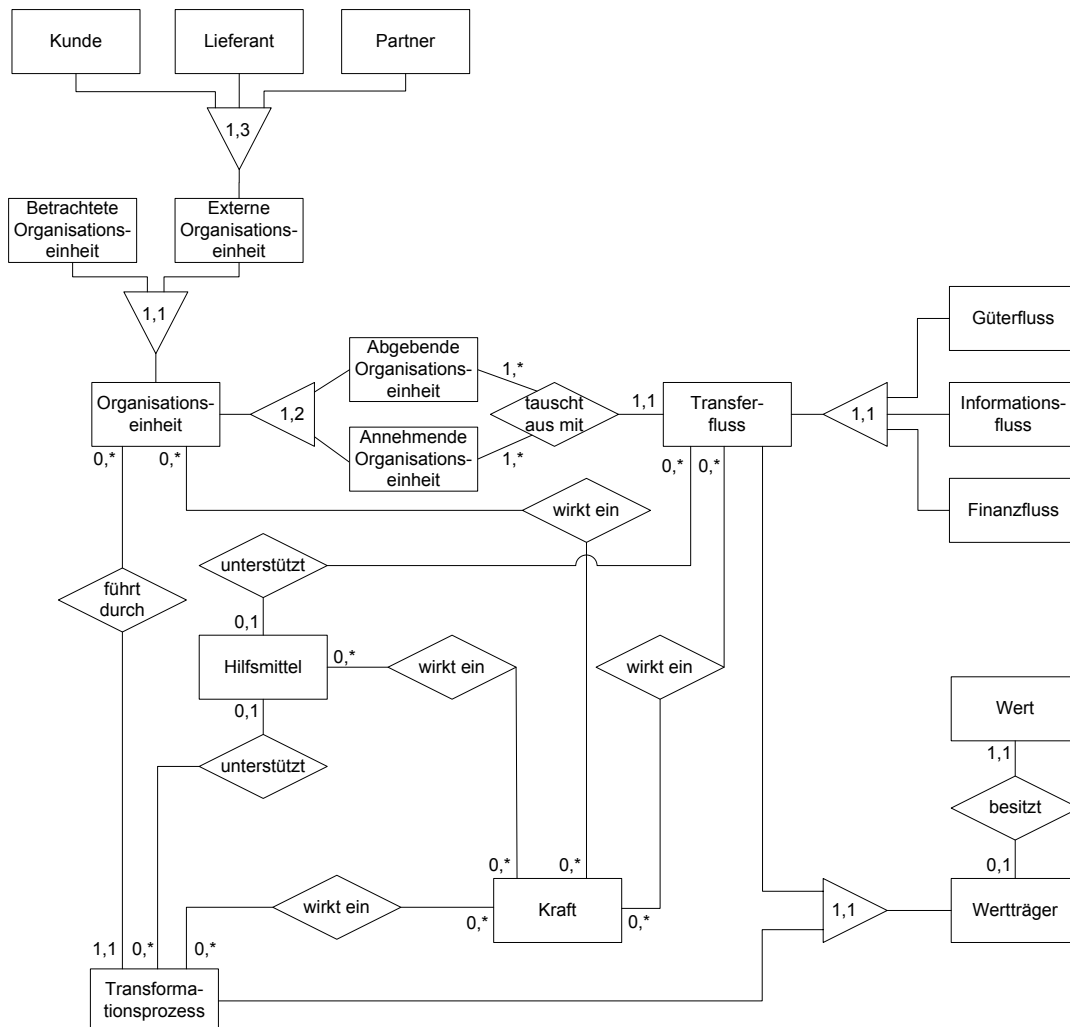 Kunde
Lieferant
Partner
1,3
Betrachtete
Organisations-
einheit
Externe
Organisations-
einheit
1,1
Organisations-
einheit
0,*
0,*
1,2
Abgebende
Organisations-
einheit
Annehmende
Organisations-
einheit
1,*
1,*
tauscht
aus mit
1,1
Transfer-
fluss
0,*
0,*
1,1
Güterfluss
Informations-
fluss
Finanzfluss
wirkt ein
unterstützt
führt
durch
0,1
Hilfsmittel
0,*
wirkt ein
wirkt ein
0,1
unterstützt
Wert
1,1
besitzt
0,1
0,*
0,*
wirkt ein
0,*
Kraft
0,*
1,1
Wertträger
1,1
0,*
0,*
Transforma-
tionsprozess